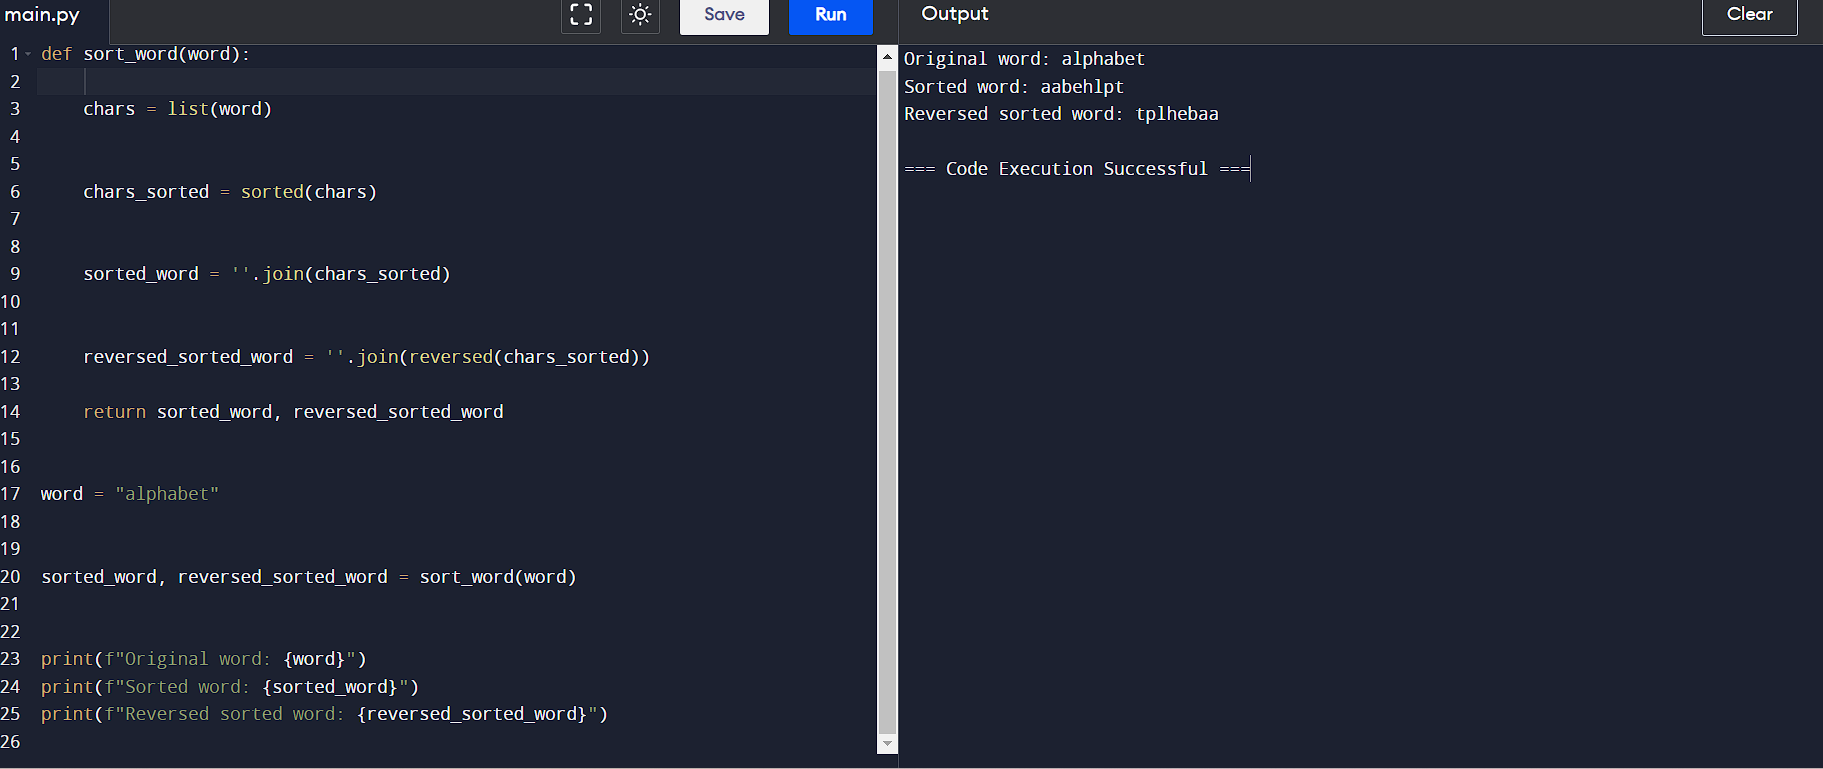 main.py
Save
Run
Output
Clear
1 def sort_word(word):
2
3     chars = list(word)
4
5
6     chars_sorted = sorted(chars)
7
8
9     sorted_word = ''.join(chars_sorted)
10
11
12     reversed_sorted_word = ''.join(reversed(chars_sorted))
13
14     return sorted_word, reversed_sorted_word
15
16
17 word = "alphabet"
18
19
20 sorted_word, reversed_sorted_word = sort_word(word)
21
22
23 print(f"Original word: {word}")
24 print(f"Sorted word: {sorted_word}")
25 print(f"Reversed sorted word: {reversed_sorted_word}")
26
Original word: alphabet
Sorted word: aabehlpt
Reversed sorted word: tplhebaa
=== Code Execution Successful ===